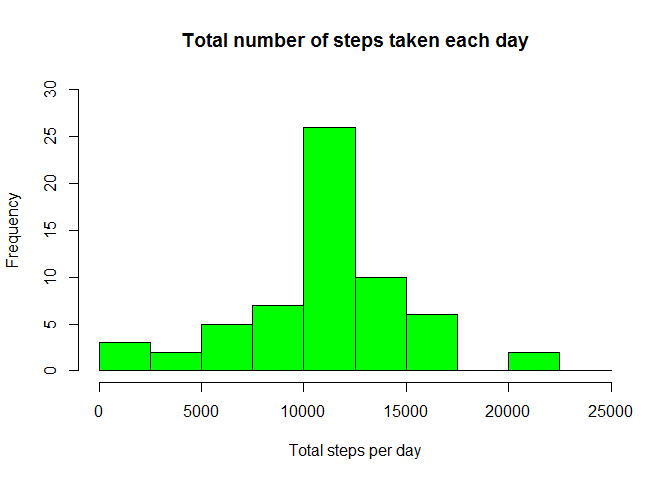 Total number of steps taken each day
Frequency
30
25
20
15
10
5
0
0 5000 10000 15000 20000 25000
Total steps per day